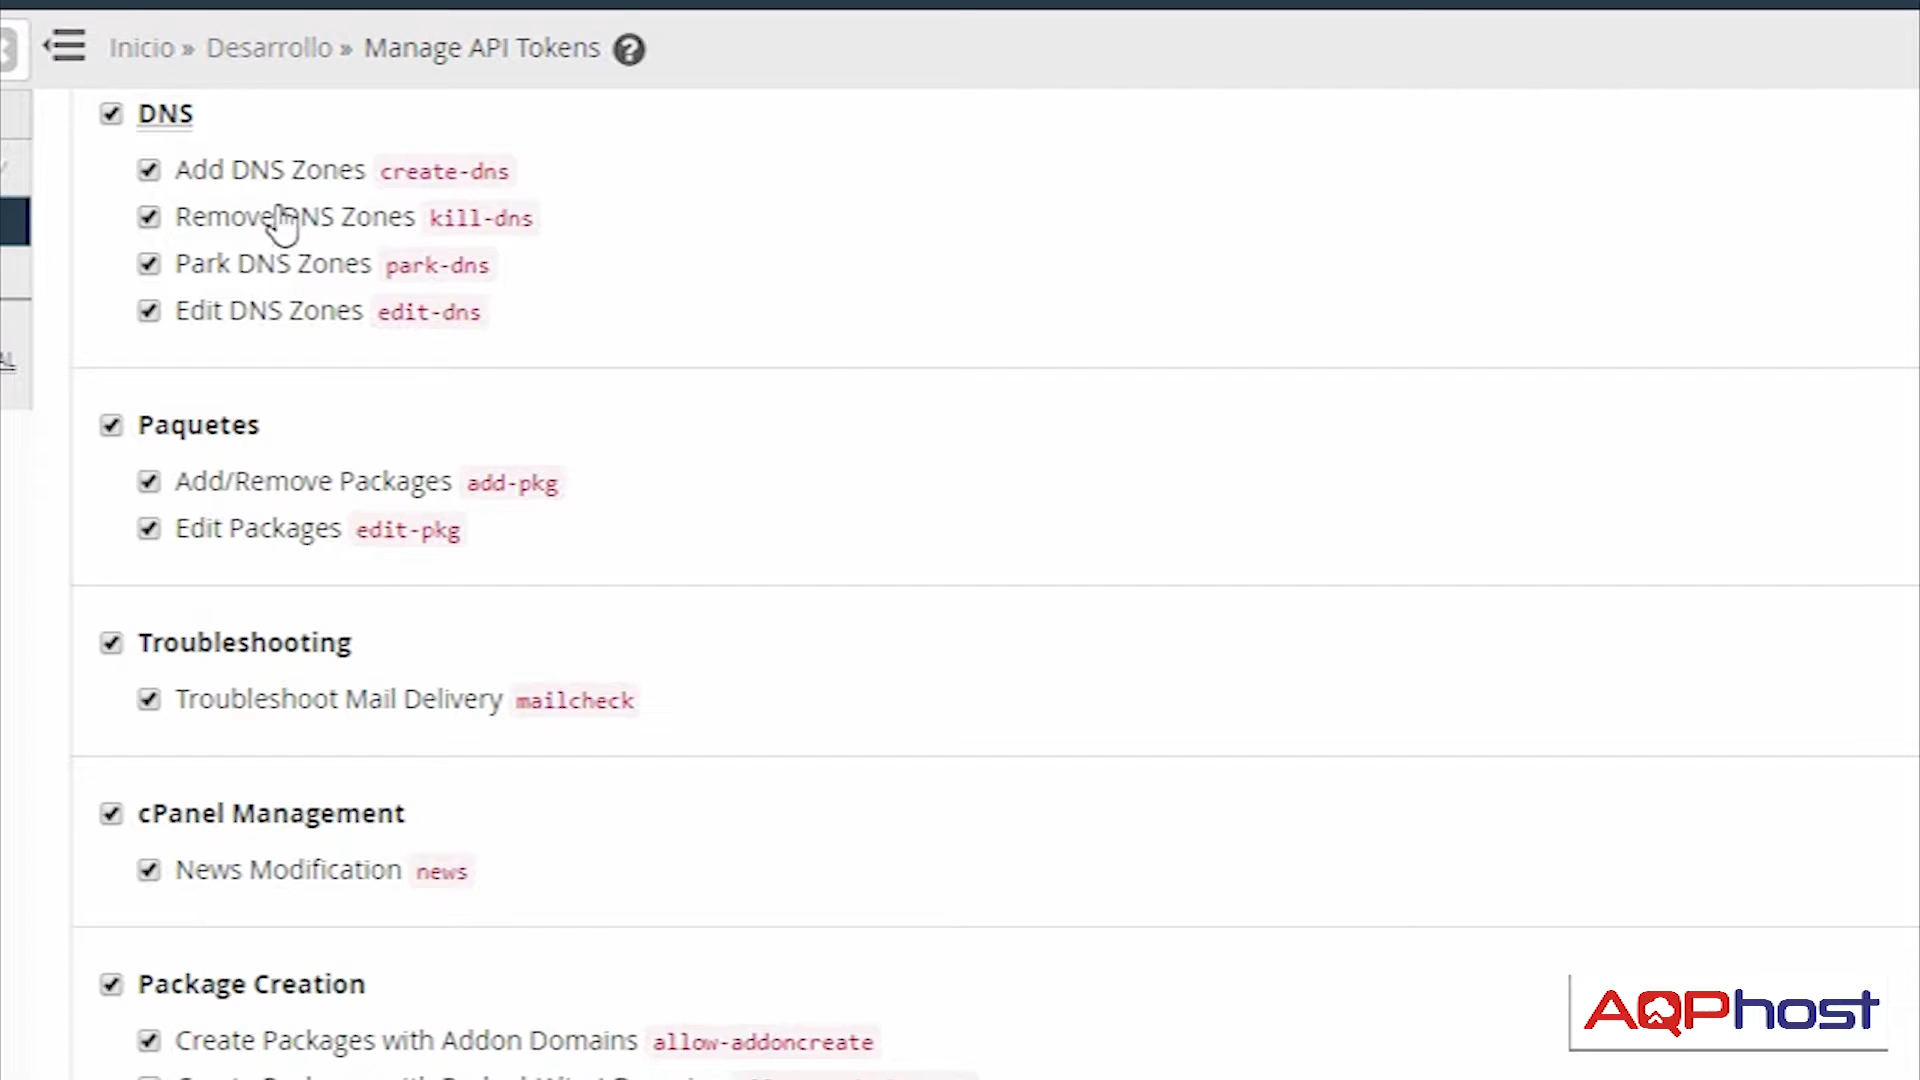 Inicio » Desarrollo » Manage API Tokens ?
DNS
Add DNS Zones create-dns
Remove DNS Zones kill-dns
Park DNS Zones park-dns
Edit DNS Zones edit-dns
Paquetes
Add/Remove Packages add-pkg
Edit Packages edit-pkg
Troubleshooting
Troubleshoot Mail Delivery mailcheck
cPanel Management
News Modification news
Package Creation
Create Packages with Addon Domains allow-addoncreate
AQPhost